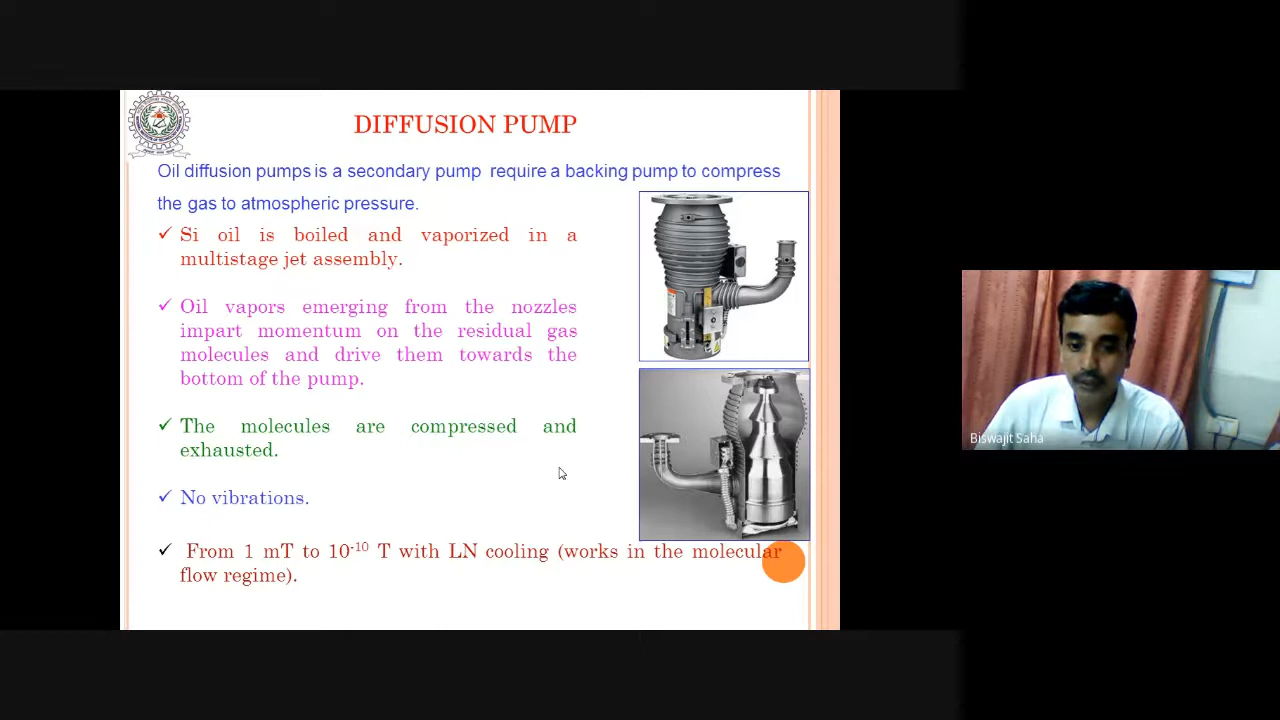 DIFFUSION PUMP
Oil diffusion pumps is a secondary pump require a backing pump to compress
the gas to atmospheric pressure.
✓ Si oil is boiled and vaporized in a
multistage jet assembly.
✓ Oil vapors emerging from the nozzles
impart momentum on the residual gas
molecules and drive them towards the
bottom of the pump.
✓ The molecules are compressed and
exhausted.
✓ No vibrations.
✓ From 1 mT to 10⁻¹⁰ T with LN cooling (works in the molecular
flow regime).
Biswajit Saha